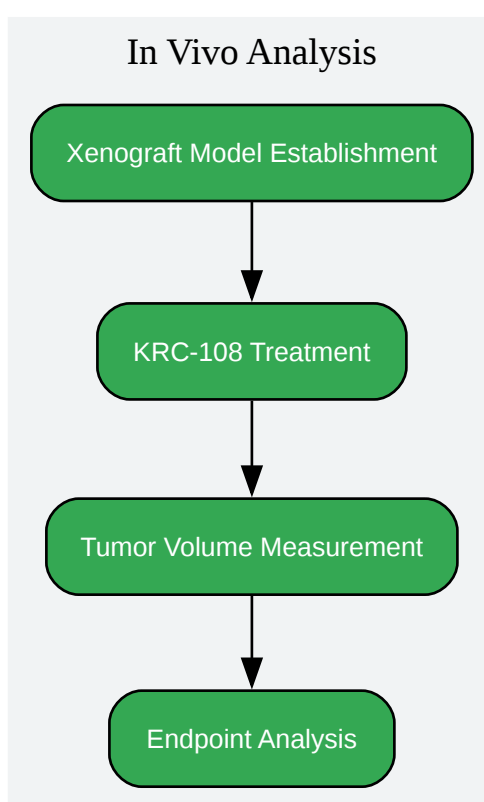 In Vivo Analysis
Xenograft Model Establishment
KRC-108 Treatment
Tumor Volume Measurement
Endpoint Analysis